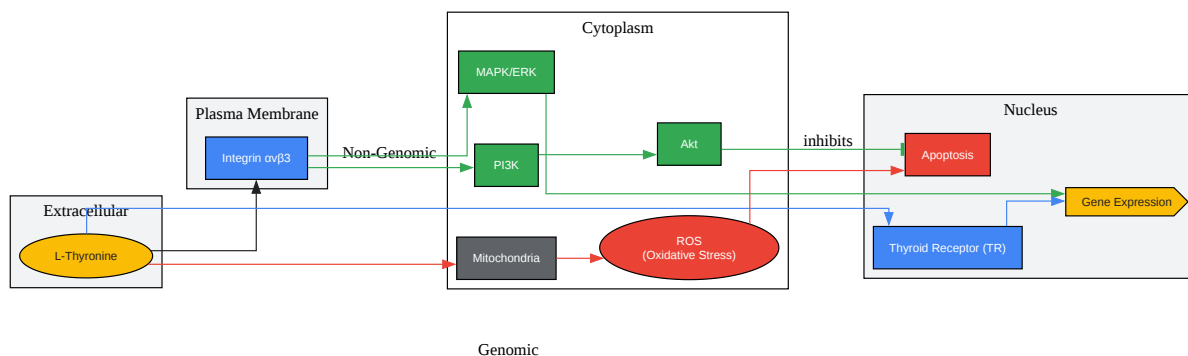 Cytoplasm
MAPK/ERK
Plasma Membrane
Nucleus
Integrin αvβ3
Non-Genomic
PI3K
Akt
inhibits
Apoptosis
Extracellular
Gene Expression
L-Thyronine
Mitochondria
ROS
(Oxidative Stress)
Thyroid Receptor (TR)
Genomic